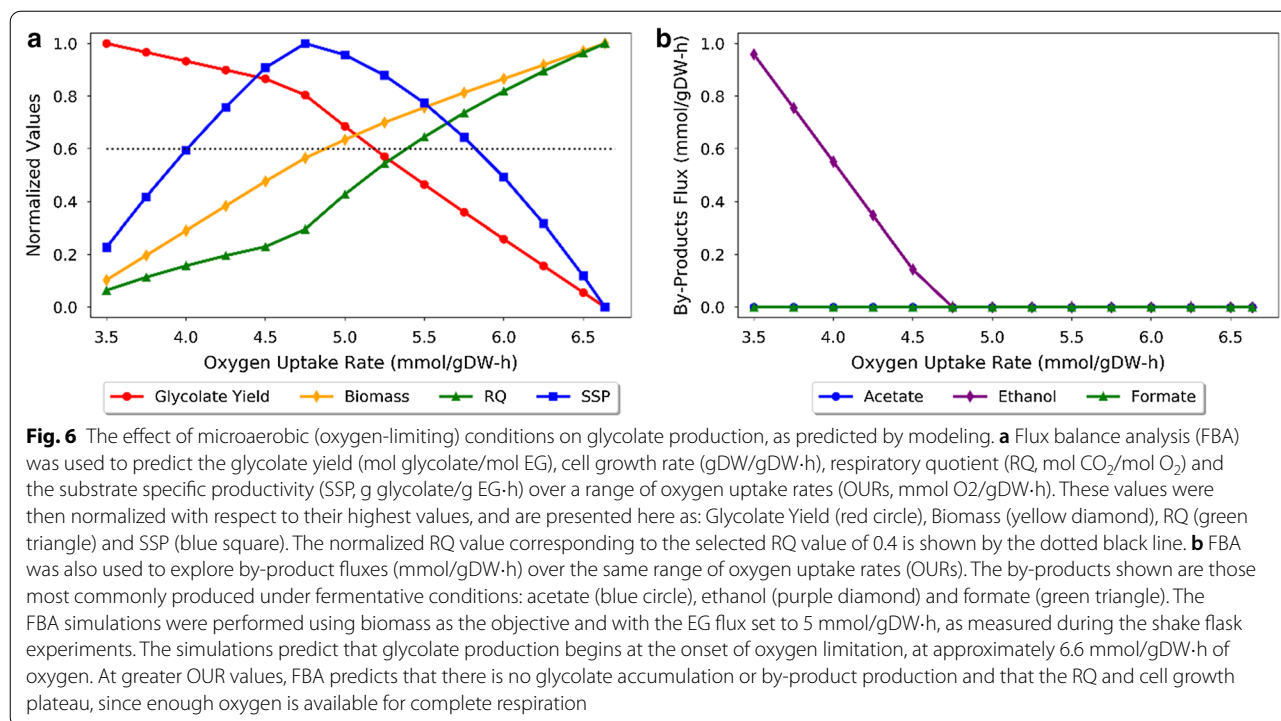 a
1.0
0.8
0.6
0.4
0.2
0.0
Normalized Values
3.5 4.0 4.5 5.0 5.5 6.0 6.5
Oxygen Uptake Rate (mmol/gDW-h)
Glycolate Yield Biomass RQ SSP
b
1.0
0.8
0.6
0.4
0.2
0.0
By-Products Flux (mmol/gDW-h)
3.5 4.0 4.5 5.0 5.5 6.0 6.5
Oxygen Uptake Rate (mmol/gDW-h)
Acetate Ethanol Formate
Fig. 6 The effect of microaerobic (oxygen-limiting) conditions on glycolate production, as predicted by modeling. a Flux balance analysis (FBA)
was used to predict the glycolate yield (mol glycolate/mol EG), cell growth rate (gDW/gDW·h), respiratory quotient (RQ, mol CO₂/mol O₂) and
the substrate specific productivity (SSP, g glycolate/g EG·h) over a range of oxygen uptake rates (OURs, mmol O2/gDW·h). These values were
then normalized with respect to their highest values, and are presented here as: Glycolate Yield (red circle), Biomass (yellow diamond), RQ (green
triangle) and SSP (blue square). The normalized RQ value corresponding to the selected RQ value of 0.4 is shown by the dotted black line. b FBA
was also used to explore by-product fluxes (mmol/gDW·h) over the same range of oxygen uptake rates (OURs). The by-products shown are those
most commonly produced under fermentative conditions: acetate (blue circle), ethanol (purple diamond) and formate (green triangle). The
FBA simulations were performed using biomass as the objective and with the EG flux set to 5 mmol/gDW·h, as measured during the shake flask
experiments. The simulations predict that glycolate production begins at the onset of oxygen limitation, at approximately 6.6 mmol/gDW·h of
oxygen. At greater OUR values, FBA predicts that there is no glycolate accumulation or by-product production and that the RQ and cell growth
plateau, since enough oxygen is available for complete respiration